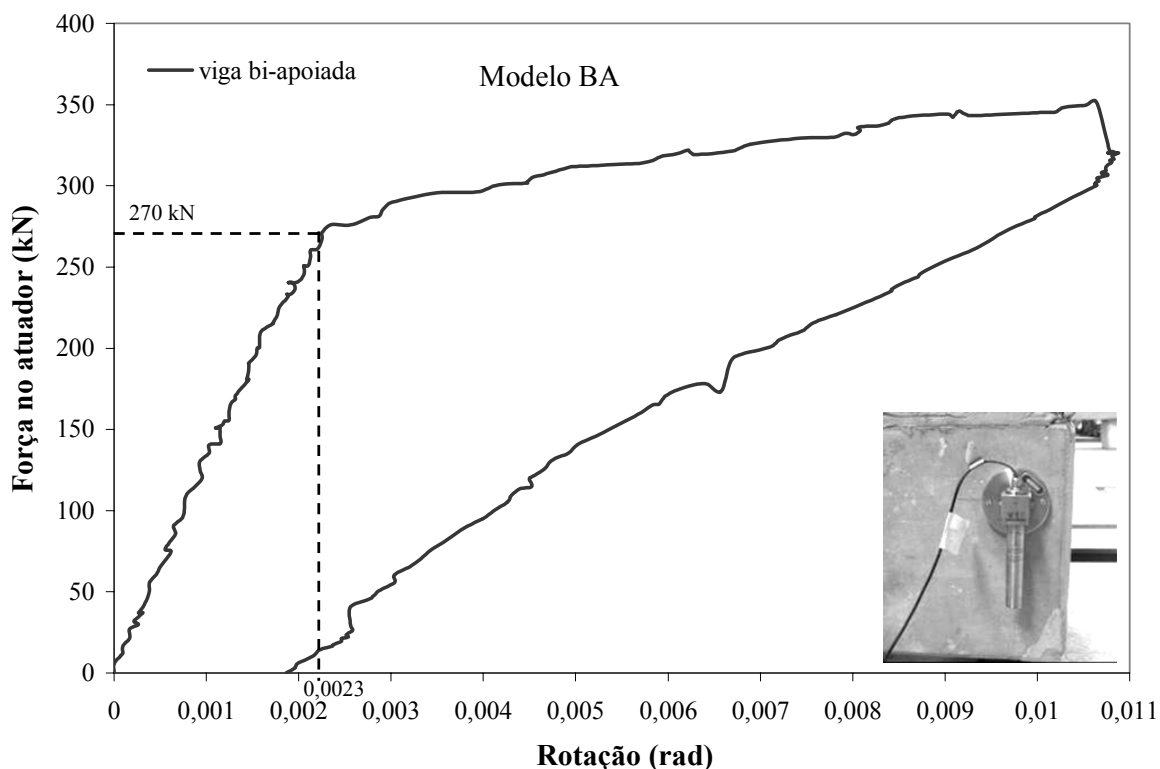 400
350
300
250
200
150
100
50
0
Força no atuador (kN)
viga bi-apoiada
Modelo BA
270 kN
0,0023
0 0,001 0,002 0,003 0,004 0,005 0,006 0,007 0,008 0,009 0,01 0,011
Rotação (rad)